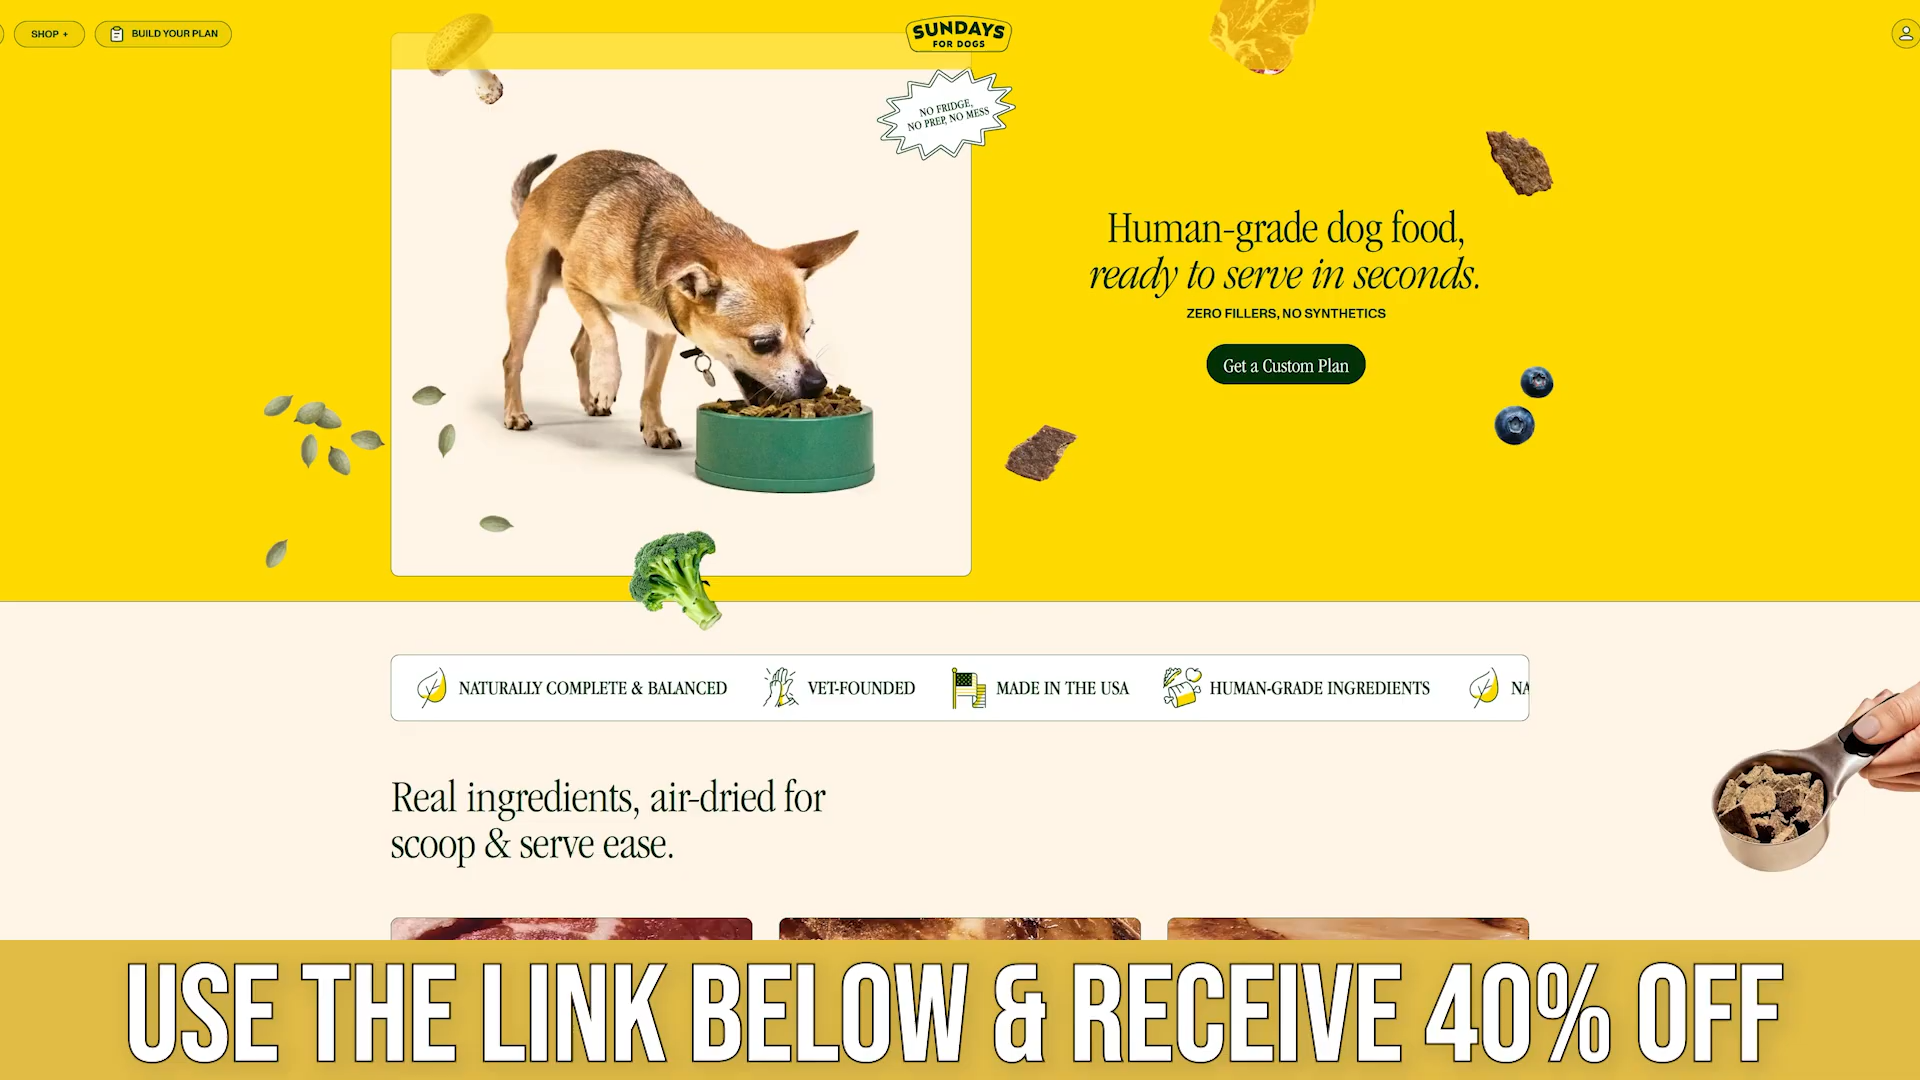 SHOP +
BUILD YOUR PLAN
SUNDAYS
FOR DOGS
NO FRIDGE,
NO PREP, NO MESS
Human-grade dog food,
ready to serve in seconds.
ZERO FILLERS, NO SYNTHETICS
Get a Custom Plan
NATURALLY COMPLETE & BALANCED
VET-FOUNDED
MADE IN THE USA
HUMAN-GRADE INGREDIENTS
NA
Real ingredients, air-dried for
scoop & serve ease.
USE THE LINK BELOW & RECEIVE 40% OFF